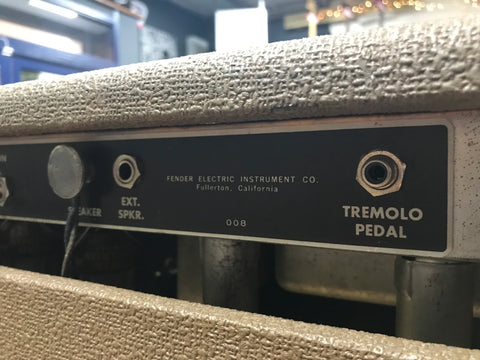 EXT.
SPKR.
FENDER ELECTRIC INSTRUMENT CO.
Fullerton, California
008
TREMOLO
PEDAL